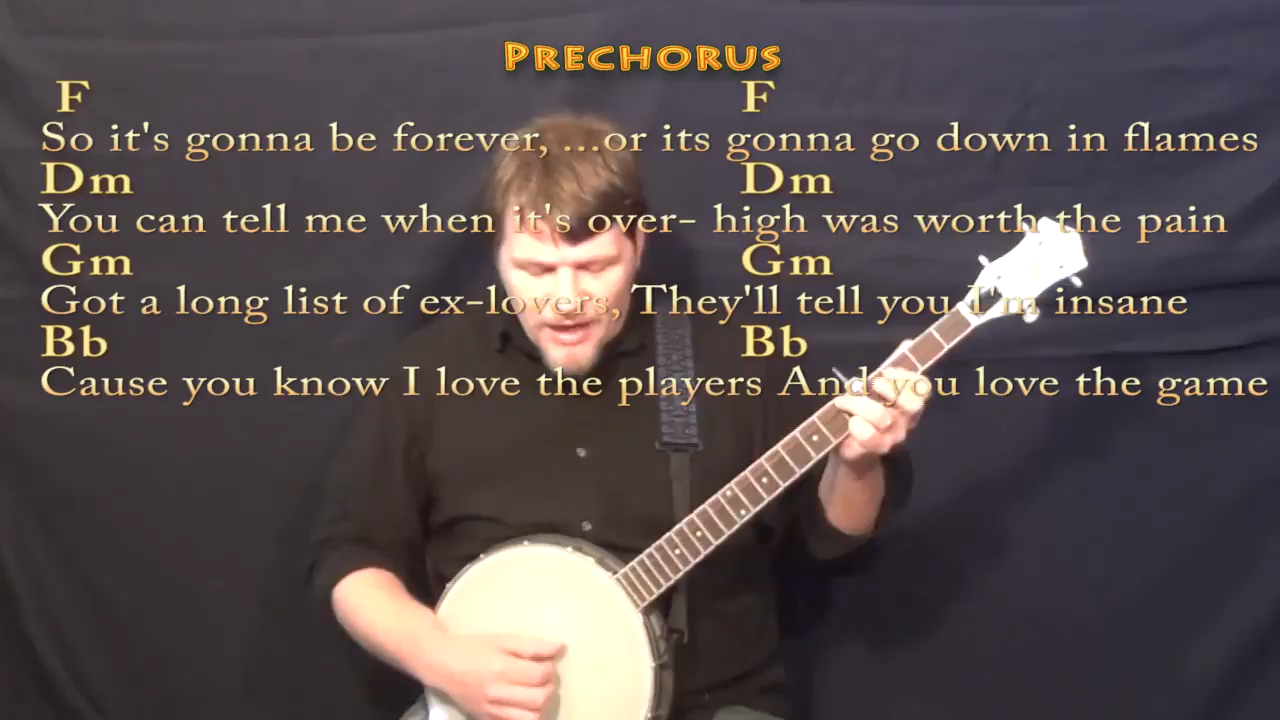 PRECHORUS
F F
So it's gonna be forever, ...or its gonna go down in flames
Dm Dm
You can tell me when it's over- high was worth the pain
Gm Gm
Got a long list of ex-lovers, They'll tell you I'm insane
Bb Bb
Cause you know I love the players And you love the game